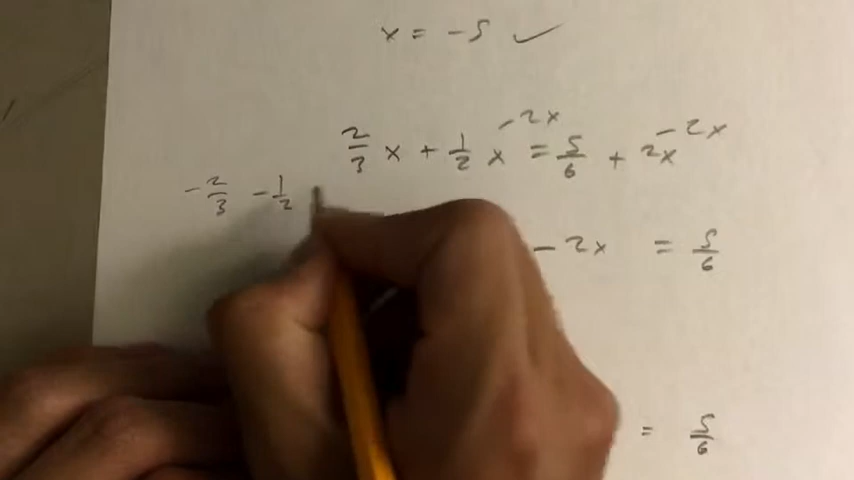 x = -5 ✓
-2x -2x
2/3 x + 1/2 x = 5/6 + 2x
-2/3 -1/2
- 2x = 5/6
= 5/6